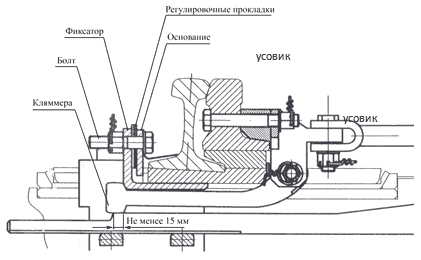 Регулировочные прокладки
Фиксатор
Основание
Болт
усовик
Кляммера
усовик
Не менее 15 мм